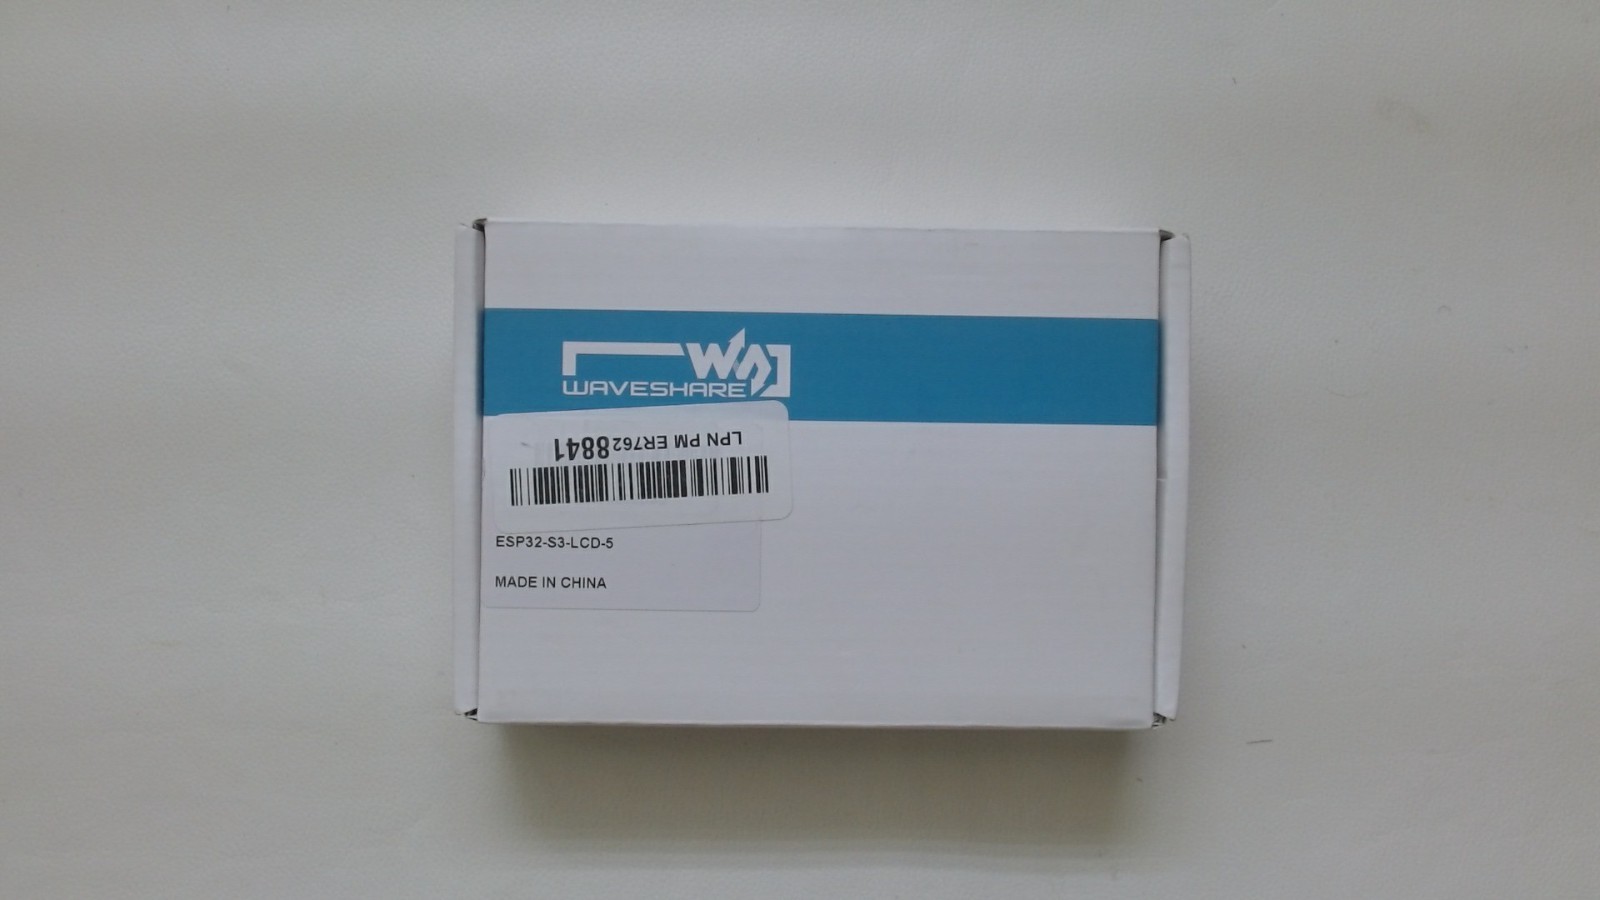 WAVESHARE
LPN PM ER7628841
ESP32-S3-LCD-5
MADE IN CHINA